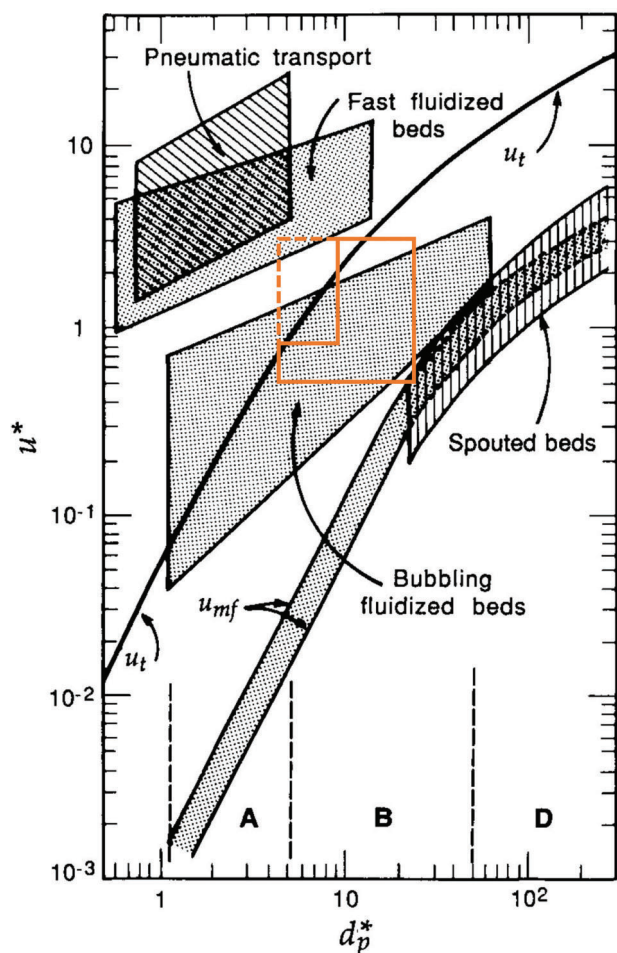 Pneumatic transport
Fast fluidized
beds
u_t
10
1
u*
Spouted beds
10^-1
Bubbling
fluidized beds
u_mf
u_t
10^-2
A
B
D
10^-3
1
10
10^2
d_p^*